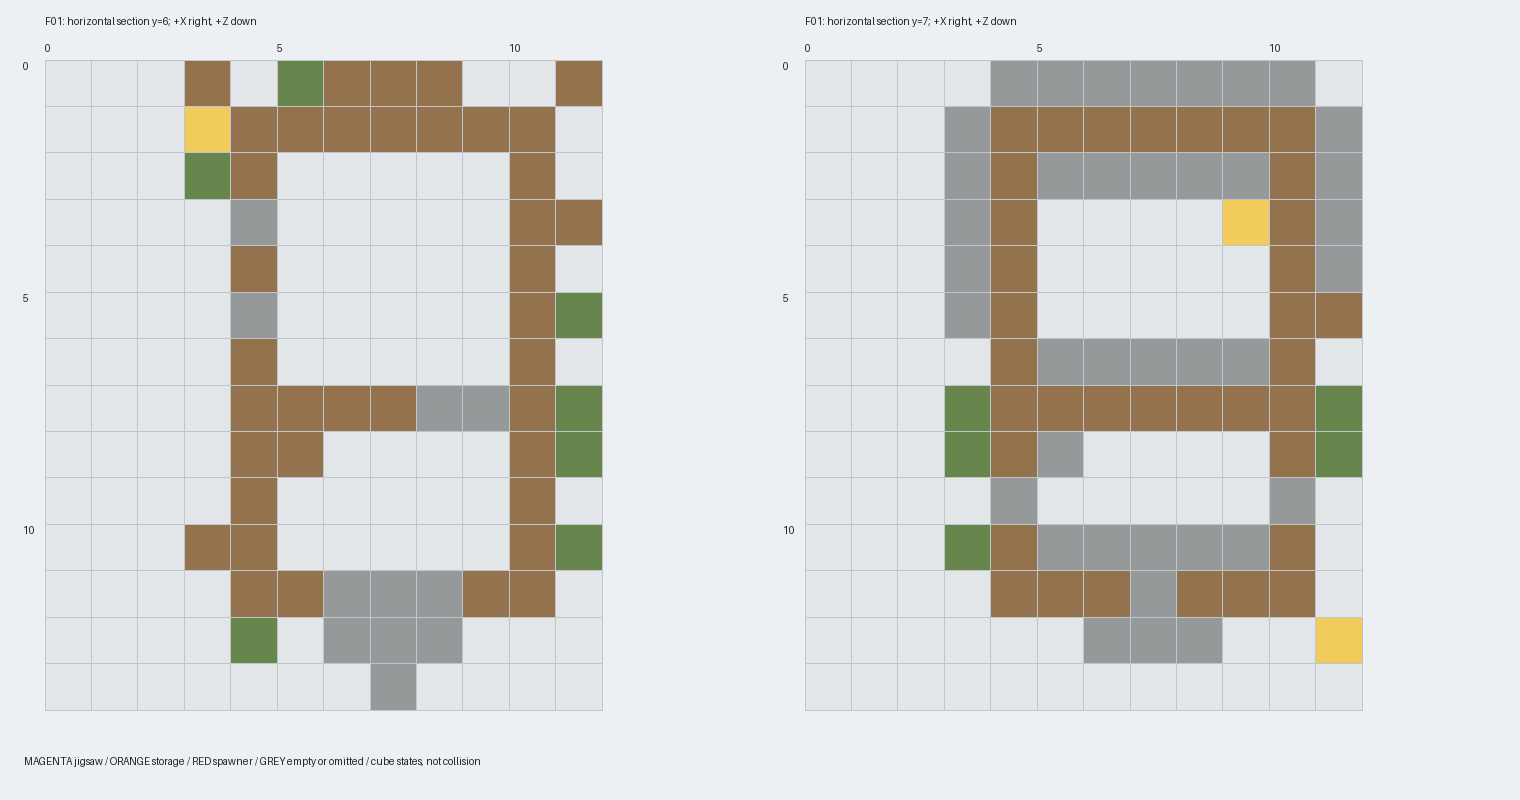 F01: horizontal section y=6; +X right, +Z down
F01: horizontal section y=7; +X right, +Z down
0 5 10
0 5 10
0
0
5
5
10
10
MAGENTA jigsaw / ORANGE storage / RED spawner / GREY empty or omitted / cube states, not collision